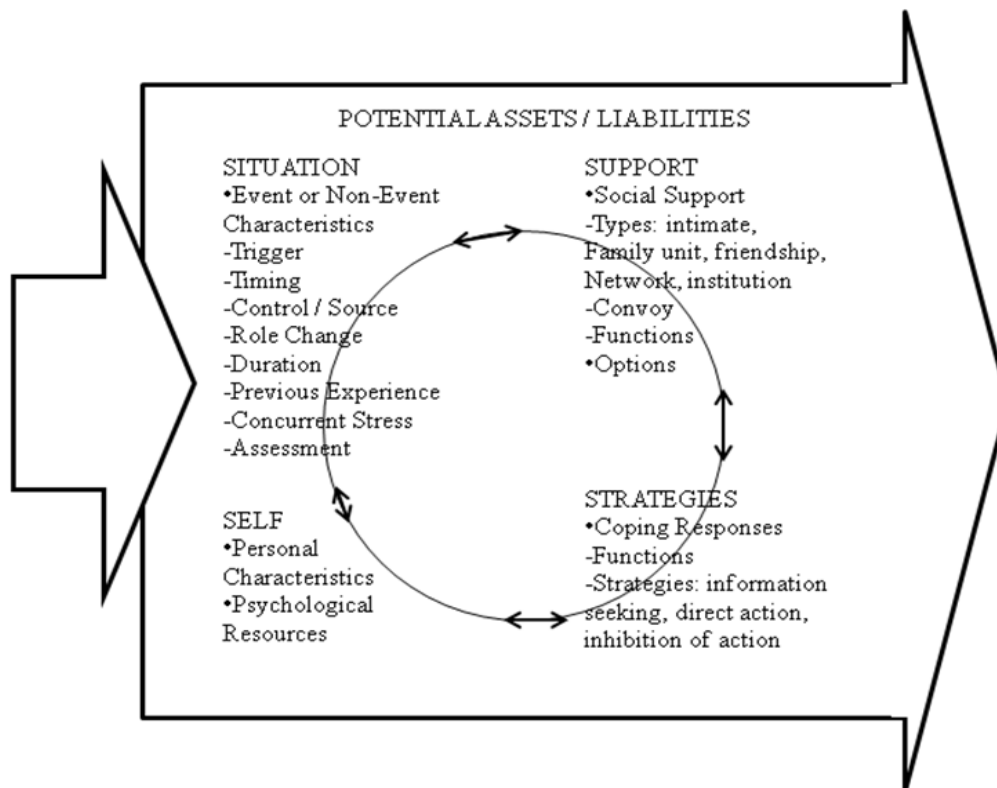 POTENTIAL ASSETS / LIABILITIES
SITUATION
•Event or Non-Event
Characteristics
-Trigger
-Timing
-Control / Source
-Role Change
-Duration
-Previous Experience
-Concurrent Stress
-Assessment
SUPPORT
•Social Support
-Types: intimate,
Family unit, friendship,
Network, institution
-Convoy
-Functions
•Options
SELF
•Personal
Characteristics
•Psychological
Resources
STRATEGIES
•Coping Responses
-Functions
-Strategies: information
seeking, direct action,
inhibition of action